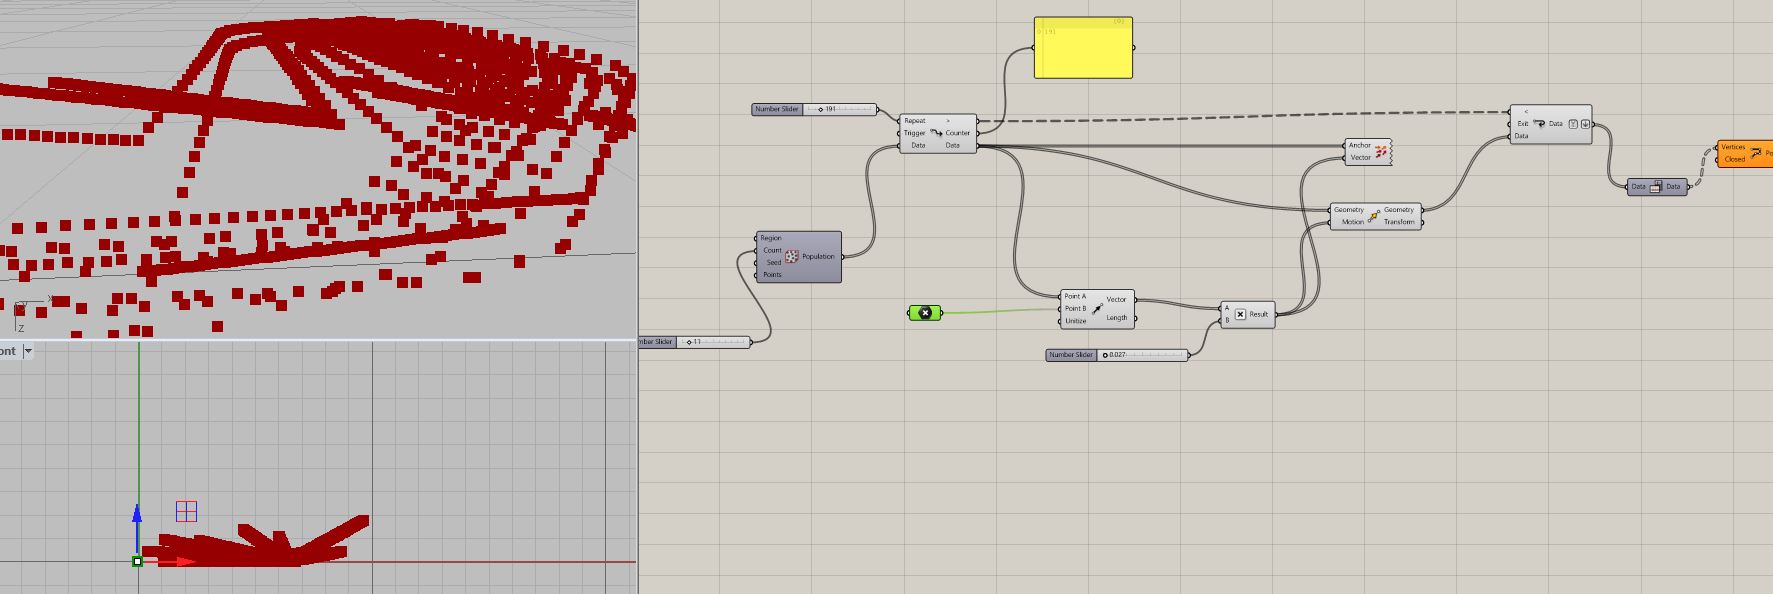 {0}
0 191
Number Slider 191
Repeat >
Trigger Counter
Data Data
<
Exit Data
Data
Anchor
Vector
Vertices
Closed
Data Data
Geometry Geometry
Motion Transform
Region
Count
Seed Population
Points
Point A Vector
Point B
Unitize Length
A
B Result
mber Slider 11
Number Slider 0.027
X
Z
ont